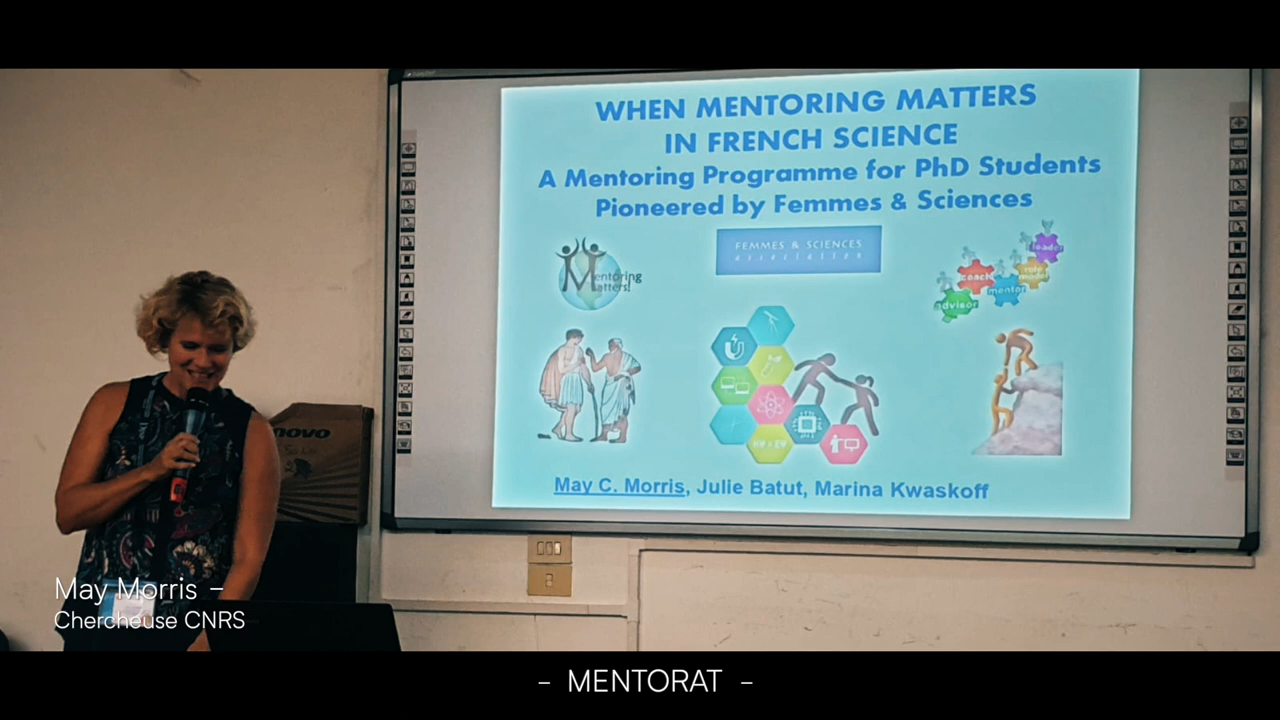 WHEN MENTORING MATTERS
IN FRENCH SCIENCE
A Mentoring Programme for PhD Students
Pioneered by Femmes & Sciences
FEMMES & SCIENCES
association
Mentoring
Matters!
leader
coach
role
model
mentor
advisor
May C. Morris, Julie Batut, Marina Kwaskoff
novo
May Morris –
Chercheuse CNRS
– MENTORAT –